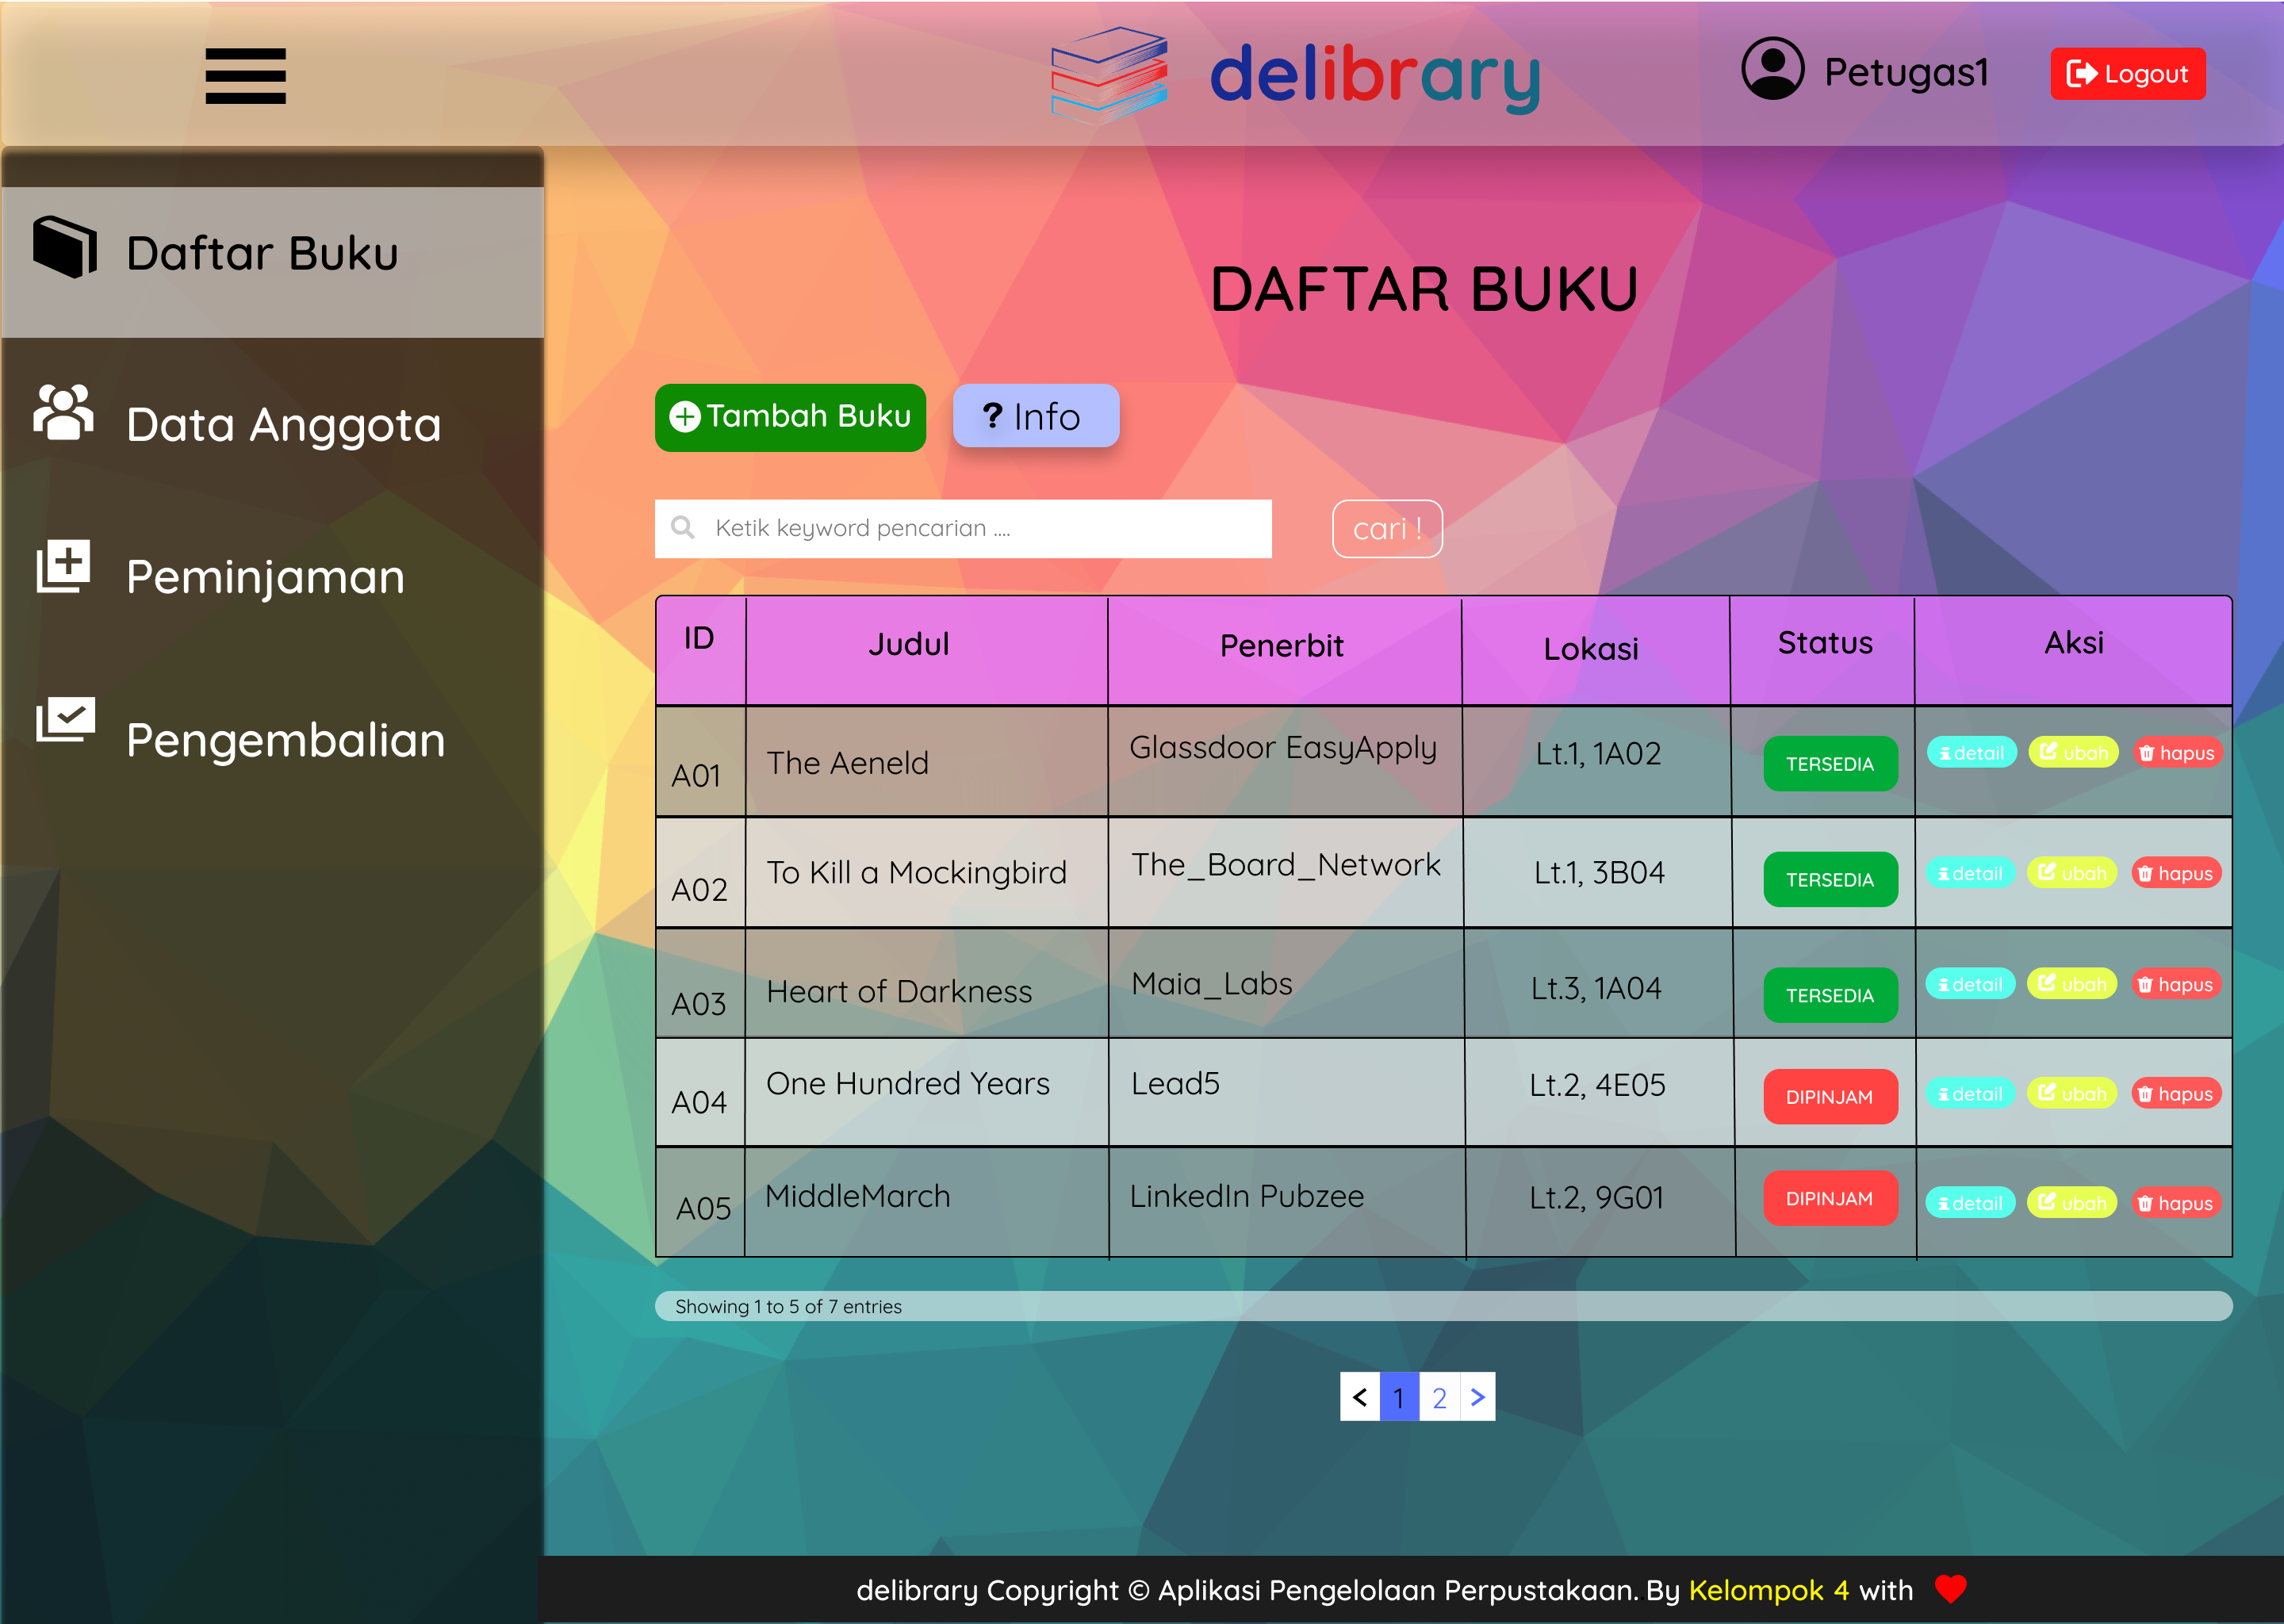 delibrary
Petugas1
Logout
Daftar Buku
Data Anggota
Peminjaman
Pengembalian
DAFTAR BUKU
Tambah Buku
? Info
Ketik keyword pencarian ....
cari !
ID Judul Penerbit Lokasi Status Aksi
A01 The Aeneld Glassdoor EasyApply Lt.1, 1A02 TERSEDIA detail ubah hapus
A02 To Kill a Mockingbird The_Board_Network Lt.1, 3B04 TERSEDIA detail ubah hapus
A03 Heart of Darkness Maia_Labs Lt.3, 1A04 TERSEDIA detail ubah hapus
A04 One Hundred Years Lead5 Lt.2, 4E05 DIPINJAM detail ubah hapus
A05 MiddleMarch LinkedIn Pubzee Lt.2, 9G01 DIPINJAM detail ubah hapus
Showing 1 to 5 of 7 entries
< 1 2 >
delibrary Copyright © Aplikasi Pengelolaan Perpustakaan. By Kelompok 4 with